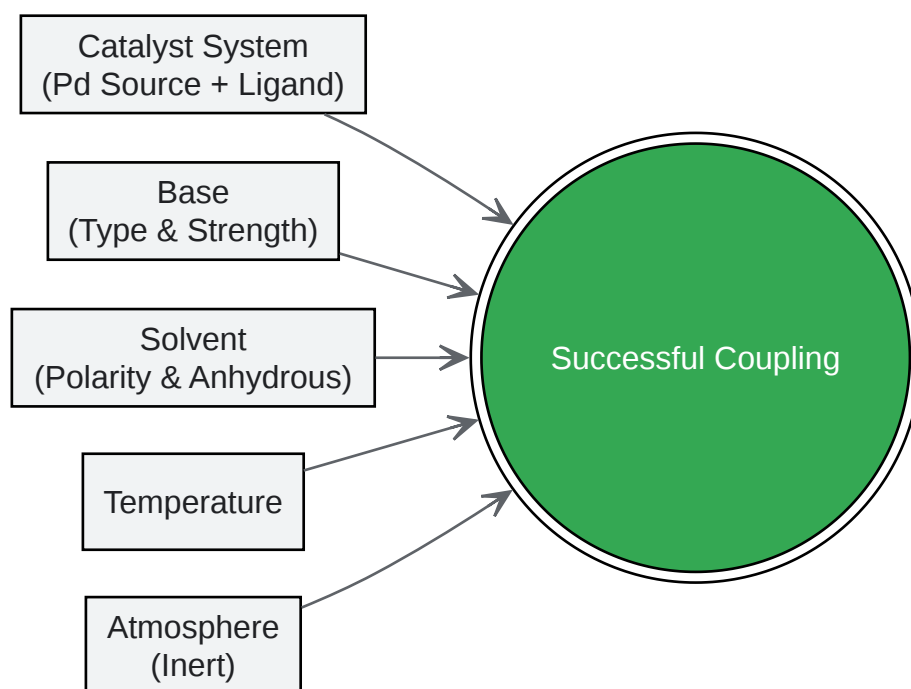 Catalyst System
(Pd Source + Ligand)
Base
(Type & Strength)
Solvent
(Polarity & Anhydrous)
Successful Coupling
Temperature
Atmosphere
(Inert)